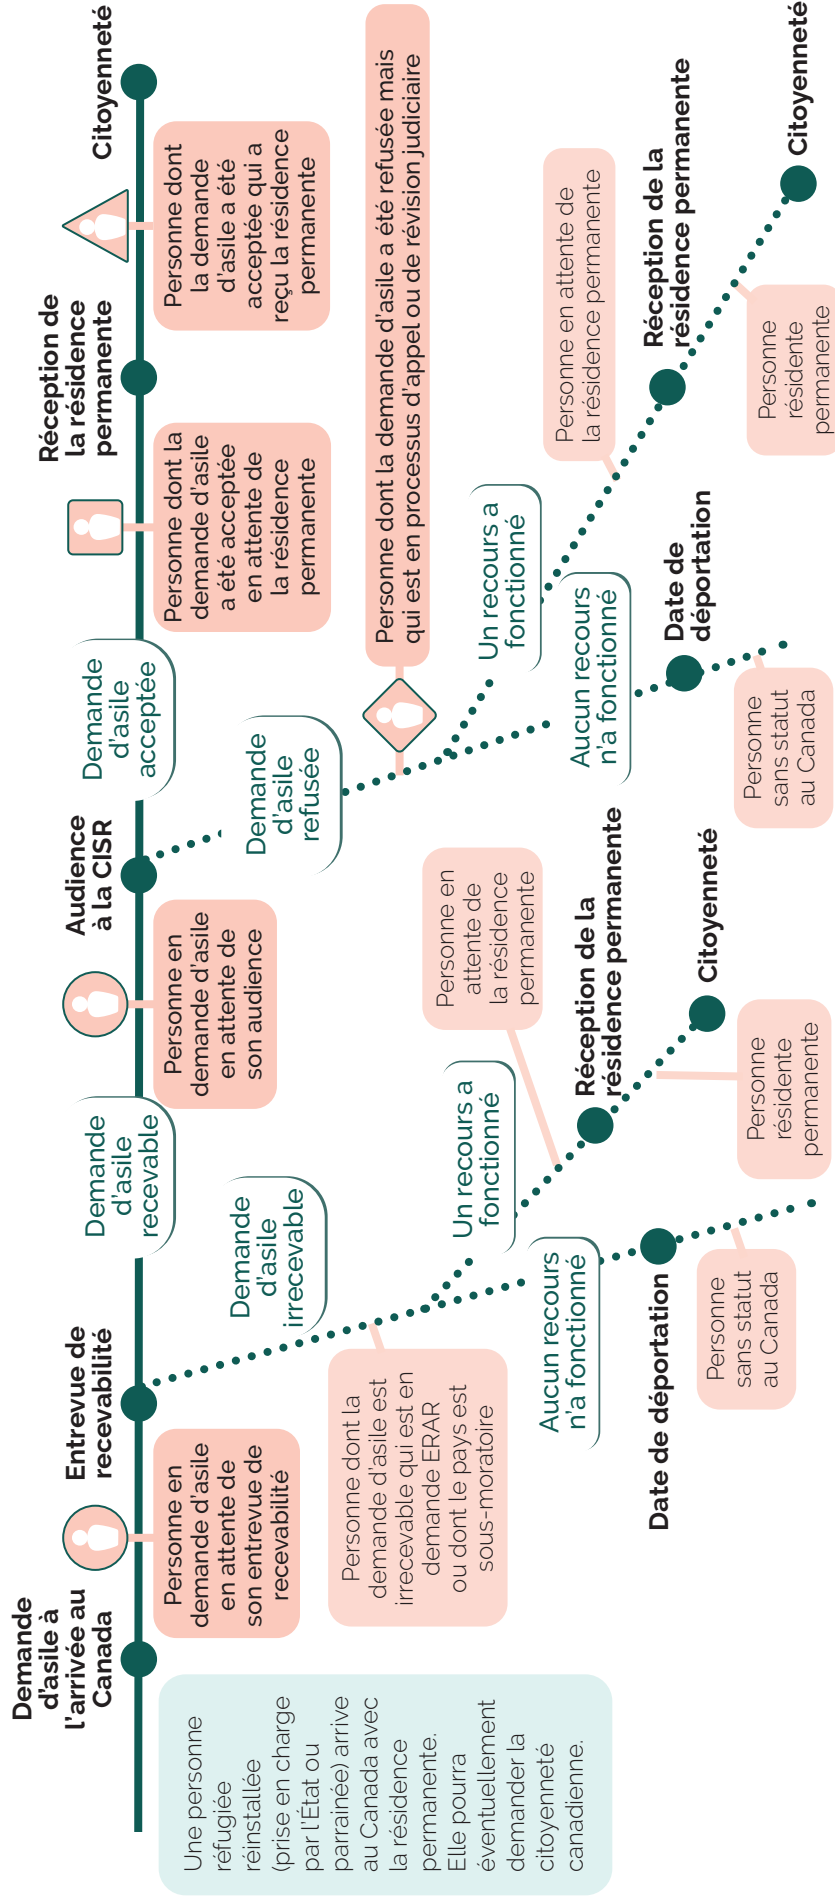 Demande
d'asile à
l'arrivée au
Canada
Entrevue de
recevabilité
Audience
à la CISR
Réception de
la résidence
permanente
Citoyenneté
Personne en
demande d'asile
en attente de
son entrevue de
recevabilité
Demande
d'asile
recevable
Personne en
demande d'asile
en attente de
son audience
Demande
d'asile
acceptée
Personne dont la
demande d'asile
a été acceptée
en attente de
la résidence
permanente
Personne dont
la demande
d'asile a été
acceptée qui a
reçu la résidence
permanente
Une personne
réfugiée
réinstallée
(prise en charge
par l'État ou
parrainée) arrive
au Canada avec
la résidence
permanente.
Elle pourra
éventuellement
demander la
citoyenneté
canadienne.
Demande
d'asile
irrecevable
Personne dont la
demande d'asile est
irrecevable qui est en
demande ERAR
ou dont le pays est
sous-moratoire
Un recours a
fonctionné
Personne en
attente de
la résidence
permanente
Réception de la
résidence permanente
Personne
résidente
permanente
Citoyenneté
Aucun recours
n'a fonctionné
Date de déportation
Personne
sans statut
au Canada
Demande
d'asile
refusée
Personne dont la demande d'asile a été refusée mais
qui est en processus d'appel ou de révision judiciaire
Un recours a
fonctionné
Personne en attente de
la résidence permanente
Réception de la
résidence permanente
Personne
résidente
permanente
Citoyenneté
Aucun recours
n'a fonctionné
Date de
déportation
Personne
sans statut
au Canada